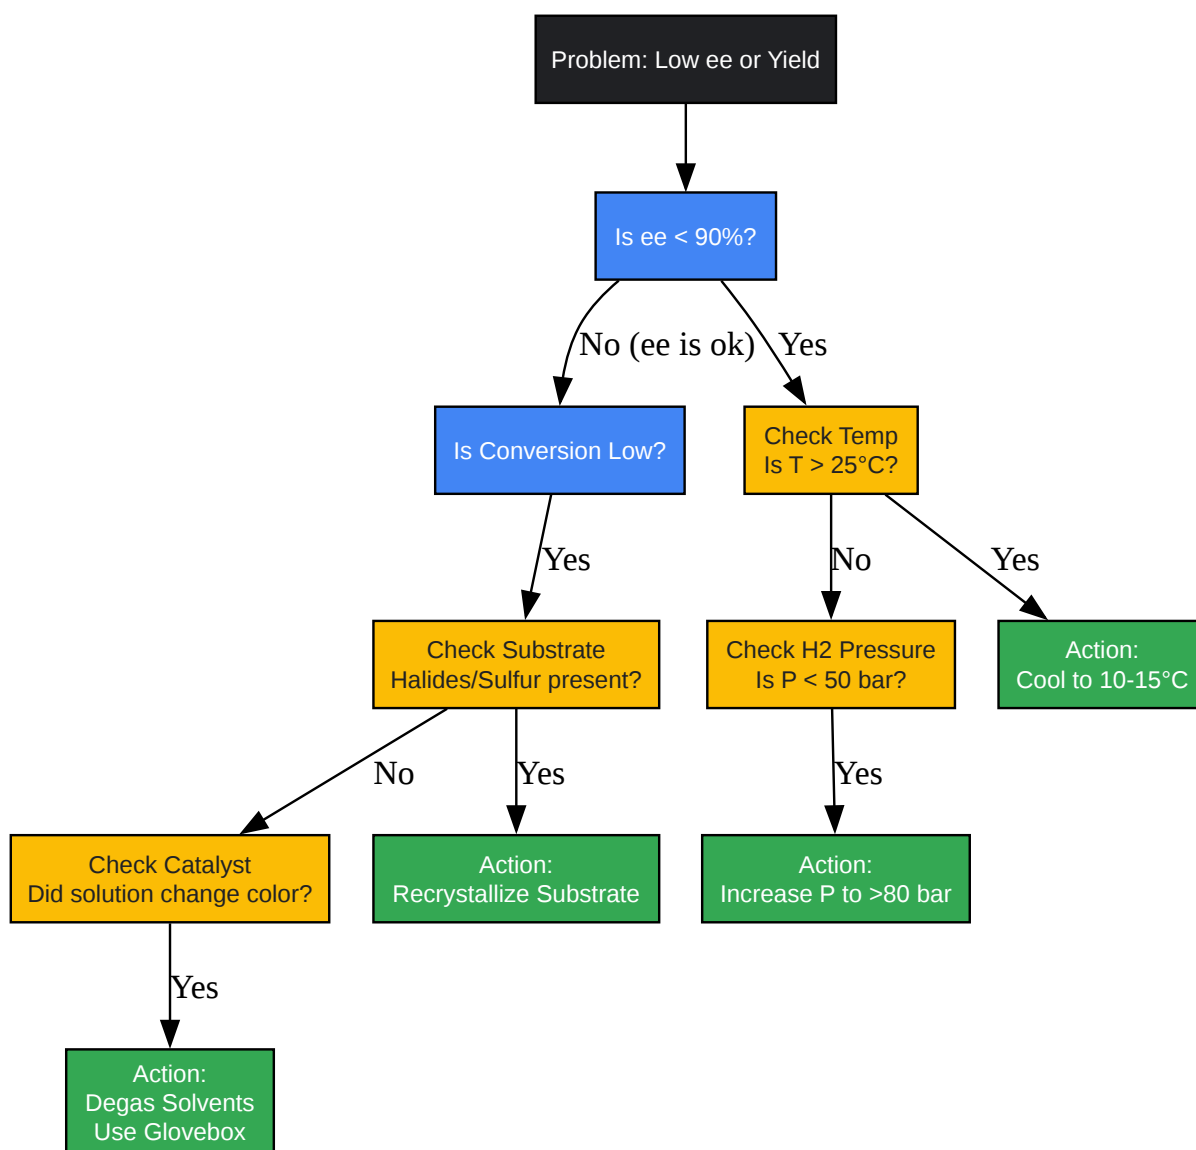 Problem: Low ee or Yield
Is ee < 90%?
No (ee is ok)
Yes
Is Conversion Low?
Check Temp
Is T > 25°C?
Yes
No
Yes
Check Substrate
Halides/Sulfur present?
Check H2 Pressure
Is P < 50 bar?
Action:
Cool to 10-15°C
No
Yes
Yes
Check Catalyst
Did solution change color?
Action:
Recrystallize Substrate
Action:
Increase P to >80 bar
Yes
Action:
Degas Solvents
Use Glovebox